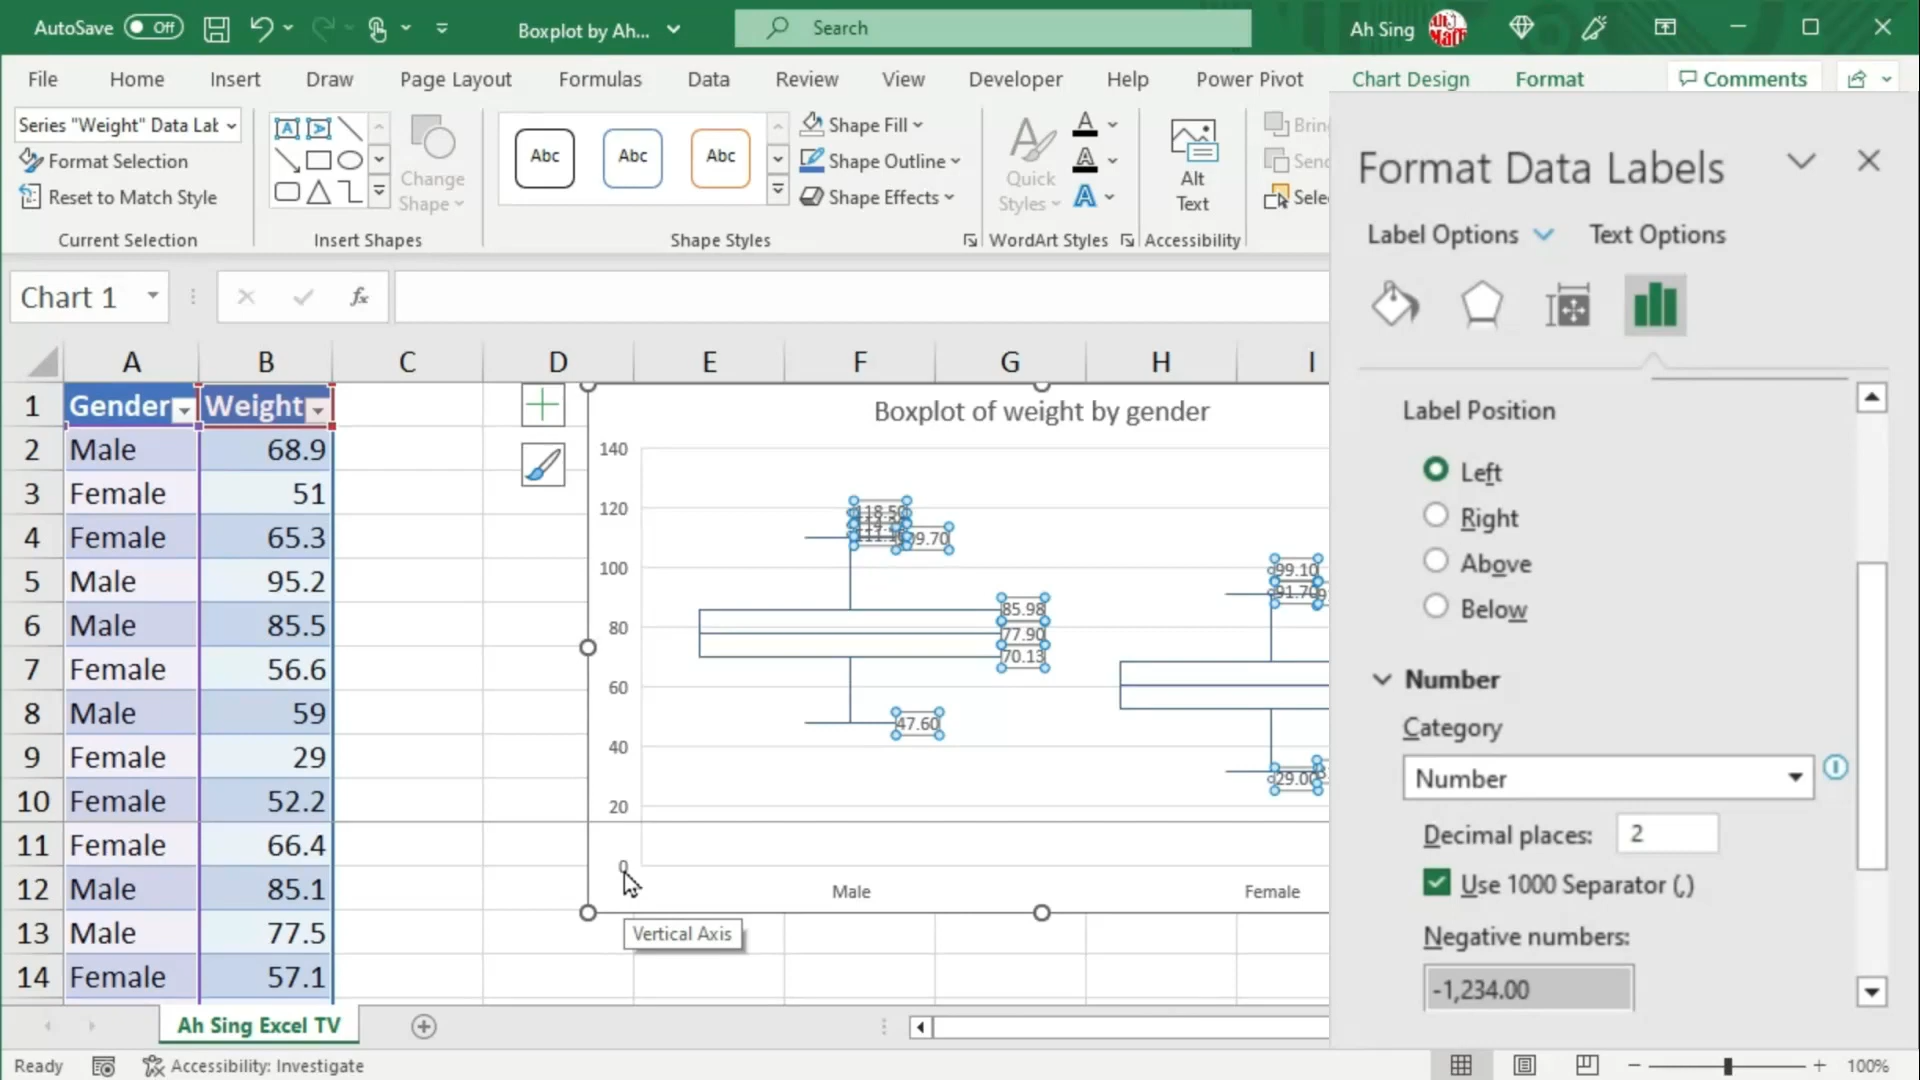 AutoSave Off
Boxplot by Ah...
Search
Ah Sing
File Home Insert Draw Page Layout Formulas Data Review View Developer Help Power Pivot Chart Design Format Comments
Series "Weight" Data Lab
Format Selection
Reset to Match Style
Current Selection
Change
Shape
Insert Shapes
Abc Abc Abc
Shape Fill
Shape Outline
Shape Effects
Shape Styles
Quick
Styles
WordArt Styles
Alt
Text
Accessibility
Brin
Send
Sele
Chart 1
fx
A B C D E F G H I
1 Gender Weight
2 Male 68.9
3 Female 51
4 Female 65.3
5 Male 95.2
6 Male 85.5
7 Female 56.6
8 Male 59
9 Female 29
10 Female 52.2
11 Female 66.4
12 Male 85.1
13 Male 77.5
14 Female 57.1
Boxplot of weight by gender
140
120
100
80
60
40
20
0
118.50
99.10
91.70
85.98
77.90
70.13
47.60
29.00
Male Female
Vertical Axis
Format Data Labels
Label Options Text Options
Label Position
Left
Right
Above
Below
Number
Category
Number
Decimal places: 2
Use 1000 Separator (,)
Negative numbers:
-1,234.00
Ah Sing Excel TV
Ready
Accessibility: Investigate
100%